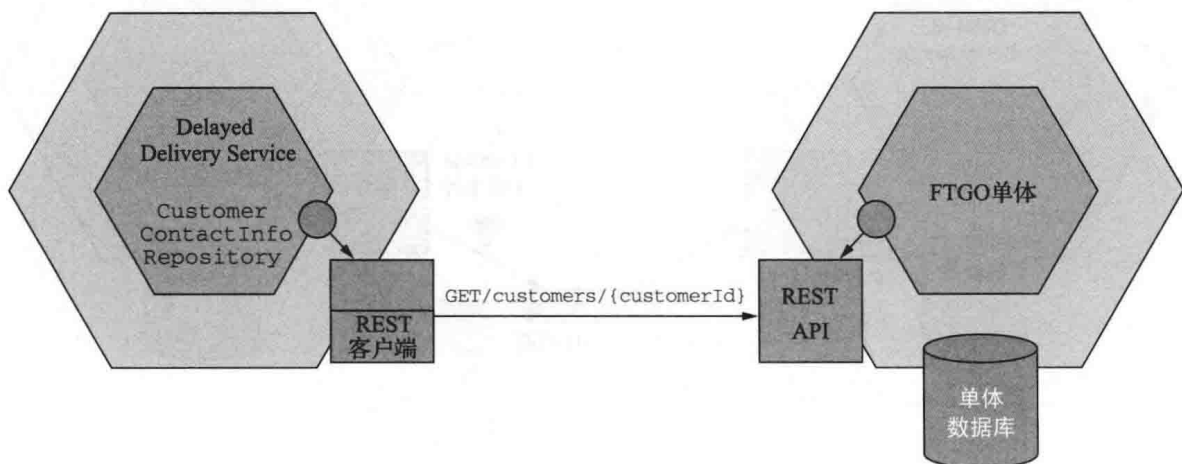 Delayed
Delivery Service
Customer
ContactInfo
Repository
REST
客户端
GET/customers/{customerId}
REST
API
FTGO单体
单体
数据库